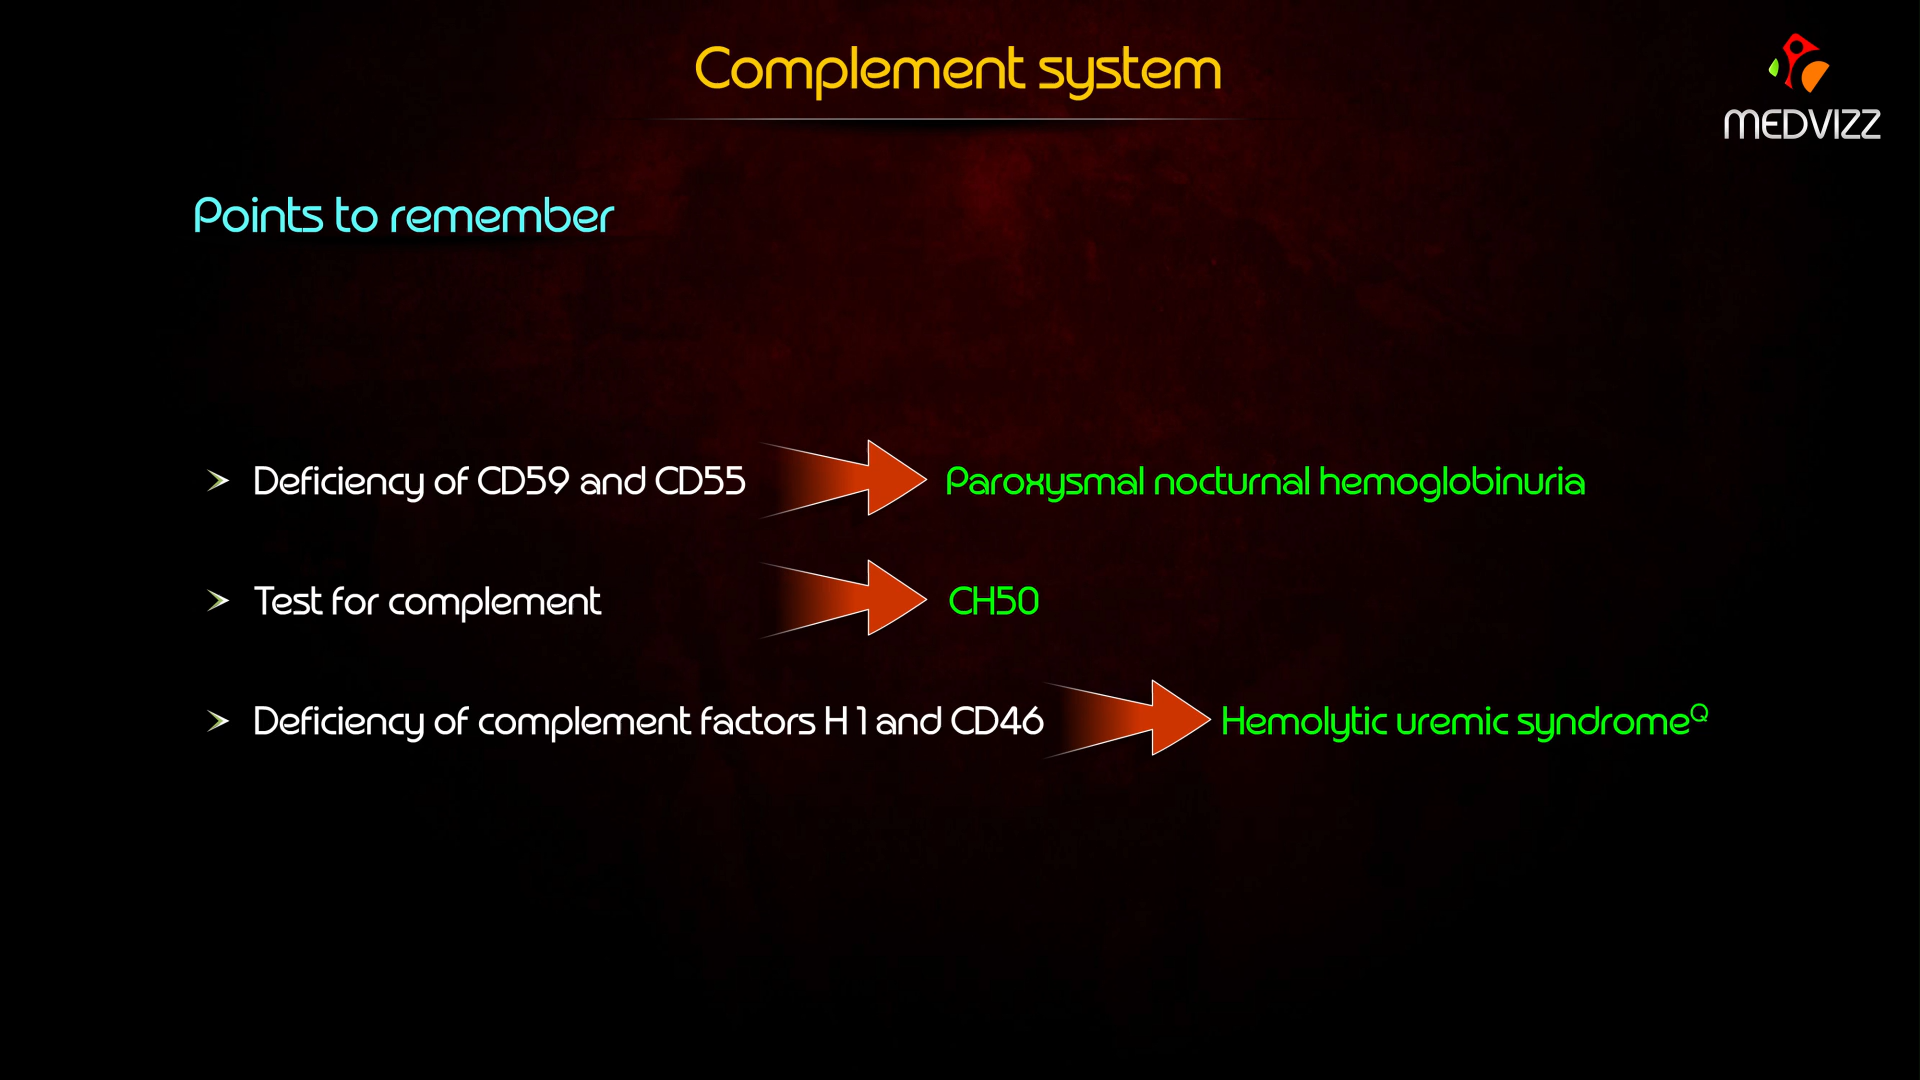 Complement system
MEDVIZZ
Points to remember
Deficiency of CD59 and CD55 Paroxysmal nocturnal hemoglobinuria
Test for complement CH50
Deficiency of complement factors H 1 and CD46 Hemolytic uremic syndromeQ